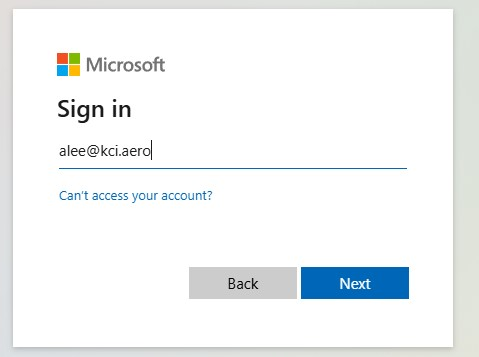 Microsoft
Sign in
alee@kci.aero
Can't access your account?
Back
Next